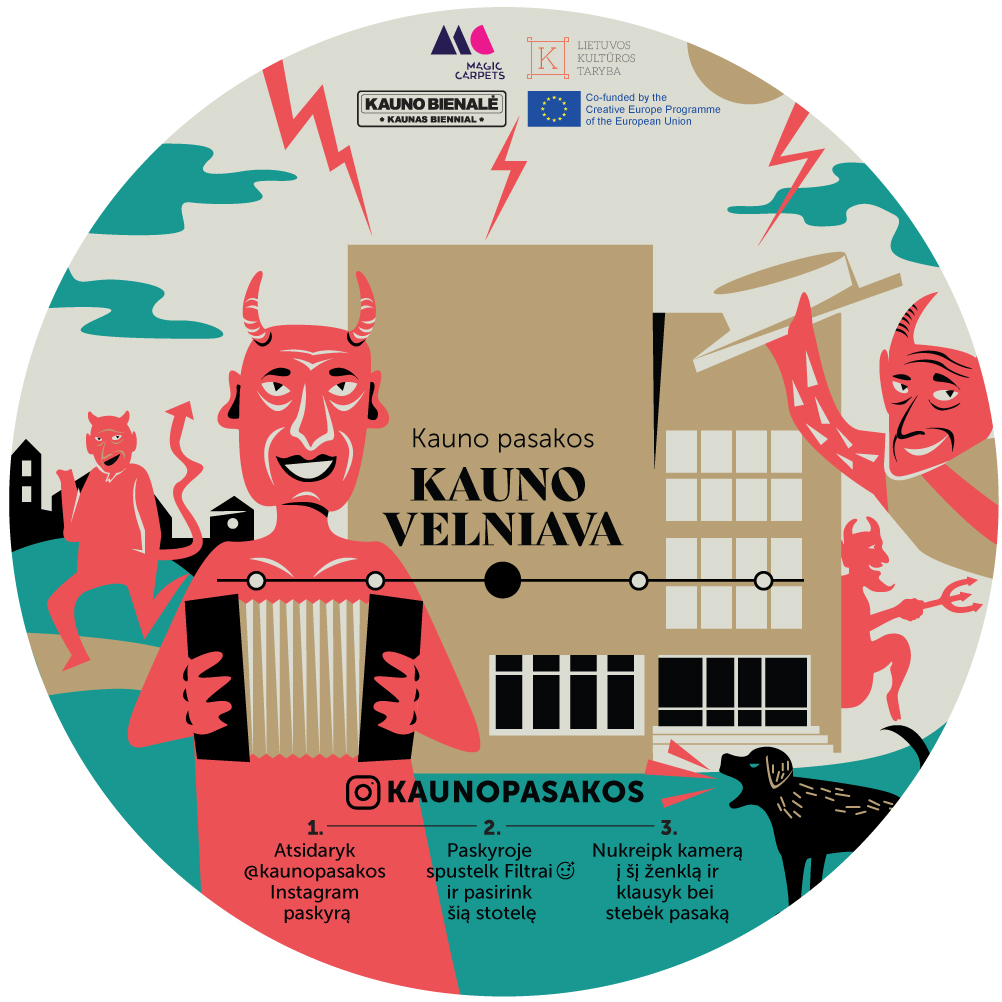 MAGIC
CARPETS
K
LIETUVOS
KULTŪROS
TARYBA
KAUNO BIENALĖ
KAUNAS BIENNIAL
Co-funded by the
Creative Europe Programme
of the European Union
Kauno pasakos
KAUNO
VELNIAVA
KAUNOPASAKOS
1.
Atsidaryk
@kaunopasakos
Instagram
paskyrą
2.
Paskyroje
spustelk Filtrai
ir pasirink
šią stotelę
3.
Nukreipk kamerą
į šį ženklą ir
klausyk bei
stebėk pasaką